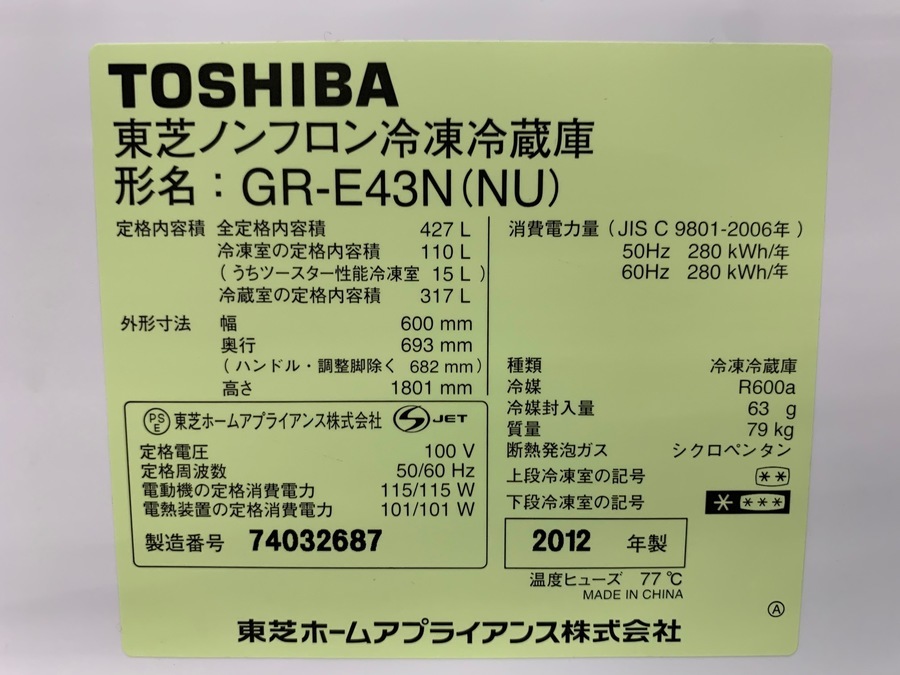 TOSHIBA
東芝ノンフロン冷凍冷蔵庫
形名：GR-E43N(NU)
定格内容積 全定格内容積 427 L
冷凍室の定格内容積 110 L
(うちツースター性能冷凍室 15 L)
冷蔵室の定格内容積 317 L
外形寸法 幅 600 mm
奥行 693 mm
(ハンドル・調整脚除く 682 mm)
高さ 1801 mm
消費電力量 (JIS C 9801-2006年)
50Hz 280 kWh/年
60Hz 280 kWh/年
種類 冷凍冷蔵庫
冷媒 R600a
冷媒封入量 63 g
質量 79 kg
断熱発泡ガス シクロペンタン
上段冷凍室の記号 **
下段冷凍室の記号 * ***
PSE 東芝ホームアプライアンス株式会社 JET
定格電圧 100 V
定格周波数 50/60 Hz
電動機の定格消費電力 115/115 W
電熱装置の定格消費電力 101/101 W
製造番号 74032687
2012 年製
温度ヒューズ 77℃
MADE IN CHINA
A
東芝ホームアプライアンス株式会社